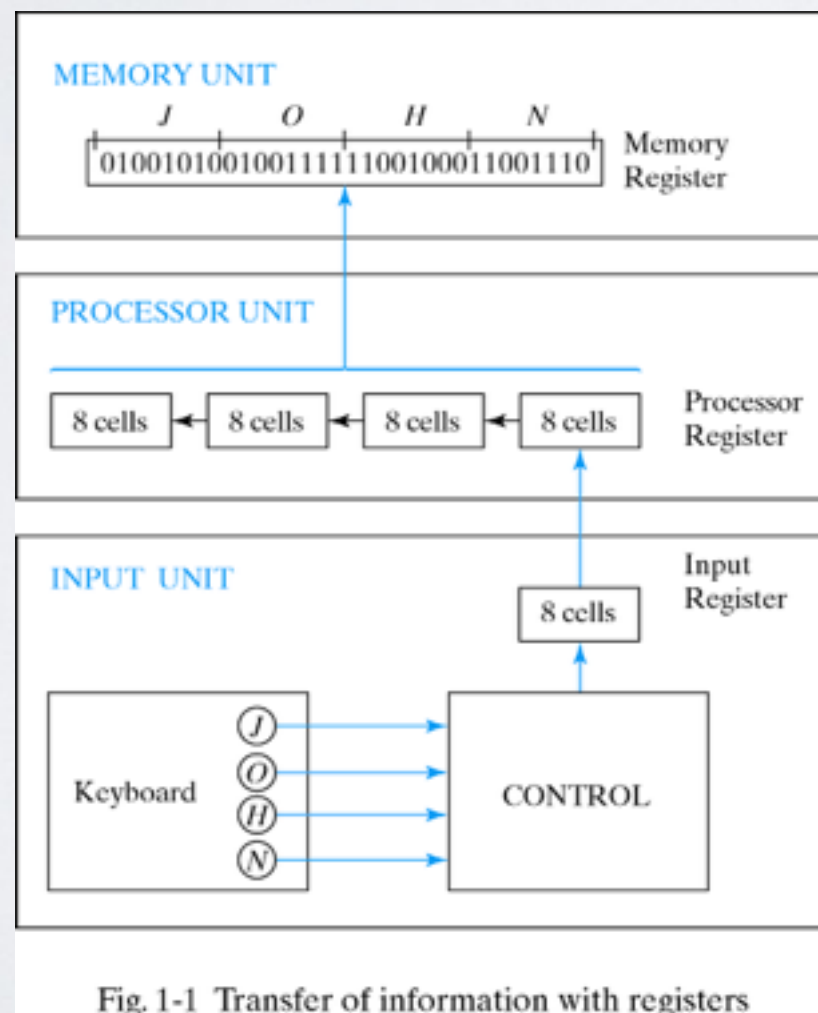 MEMORY UNIT
J O H N
01001010010011111100100011001110
Memory
Register
PROCESSOR UNIT
8 cells 8 cells 8 cells 8 cells
Processor
Register
INPUT UNIT
Input
Register
8 cells
J
O
Keyboard
CONTROL
H
N
Fig. 1-1 Transfer of information with registers